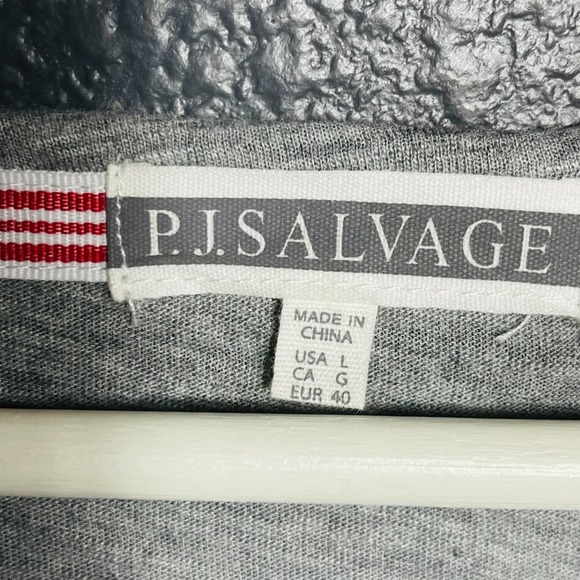 P.J. SALVAGE
MADE IN
CHINA
USA L
CA G
EUR 40